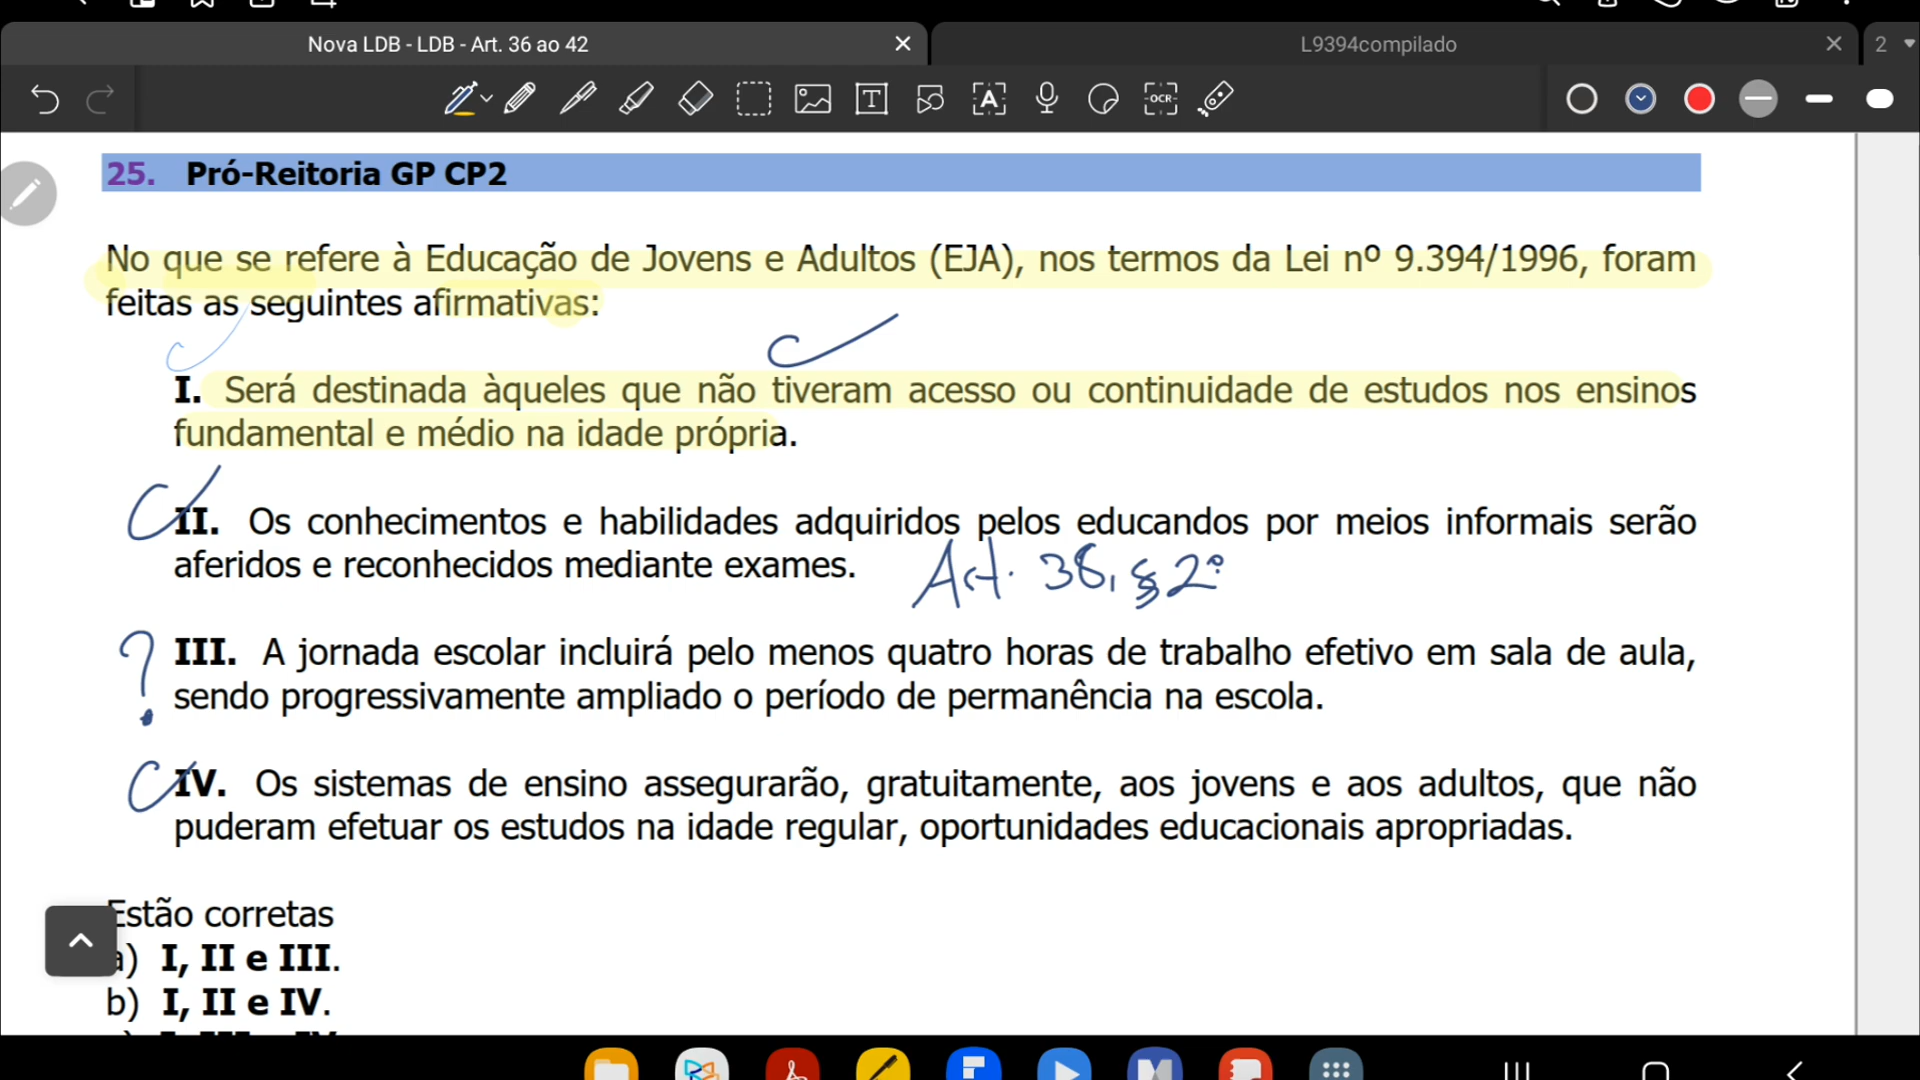 Nova LDB - LDB - Art. 36 ao 42
L9394compilado
2
OCR
25. Pró-Reitoria GP CP2
No que se refere à Educação de Jovens e Adultos (EJA), nos termos da Lei nº 9.394/1996, foram
feitas as seguintes afirmativas:
I. Será destinada àqueles que não tiveram acesso ou continuidade de estudos nos ensinos
fundamental e médio na idade própria.
II. Os conhecimentos e habilidades adquiridos pelos educandos por meios informais serão
aferidos e reconhecidos mediante exames.
Art. 38, § 2º
III. A jornada escolar incluirá pelo menos quatro horas de trabalho efetivo em sala de aula,
sendo progressivamente ampliado o período de permanência na escola.
?
IV. Os sistemas de ensino assegurarão, gratuitamente, aos jovens e aos adultos, que não
puderam efetuar os estudos na idade regular, oportunidades educacionais apropriadas.
Estão corretas
a) I, II e III.
b) I, II e IV.